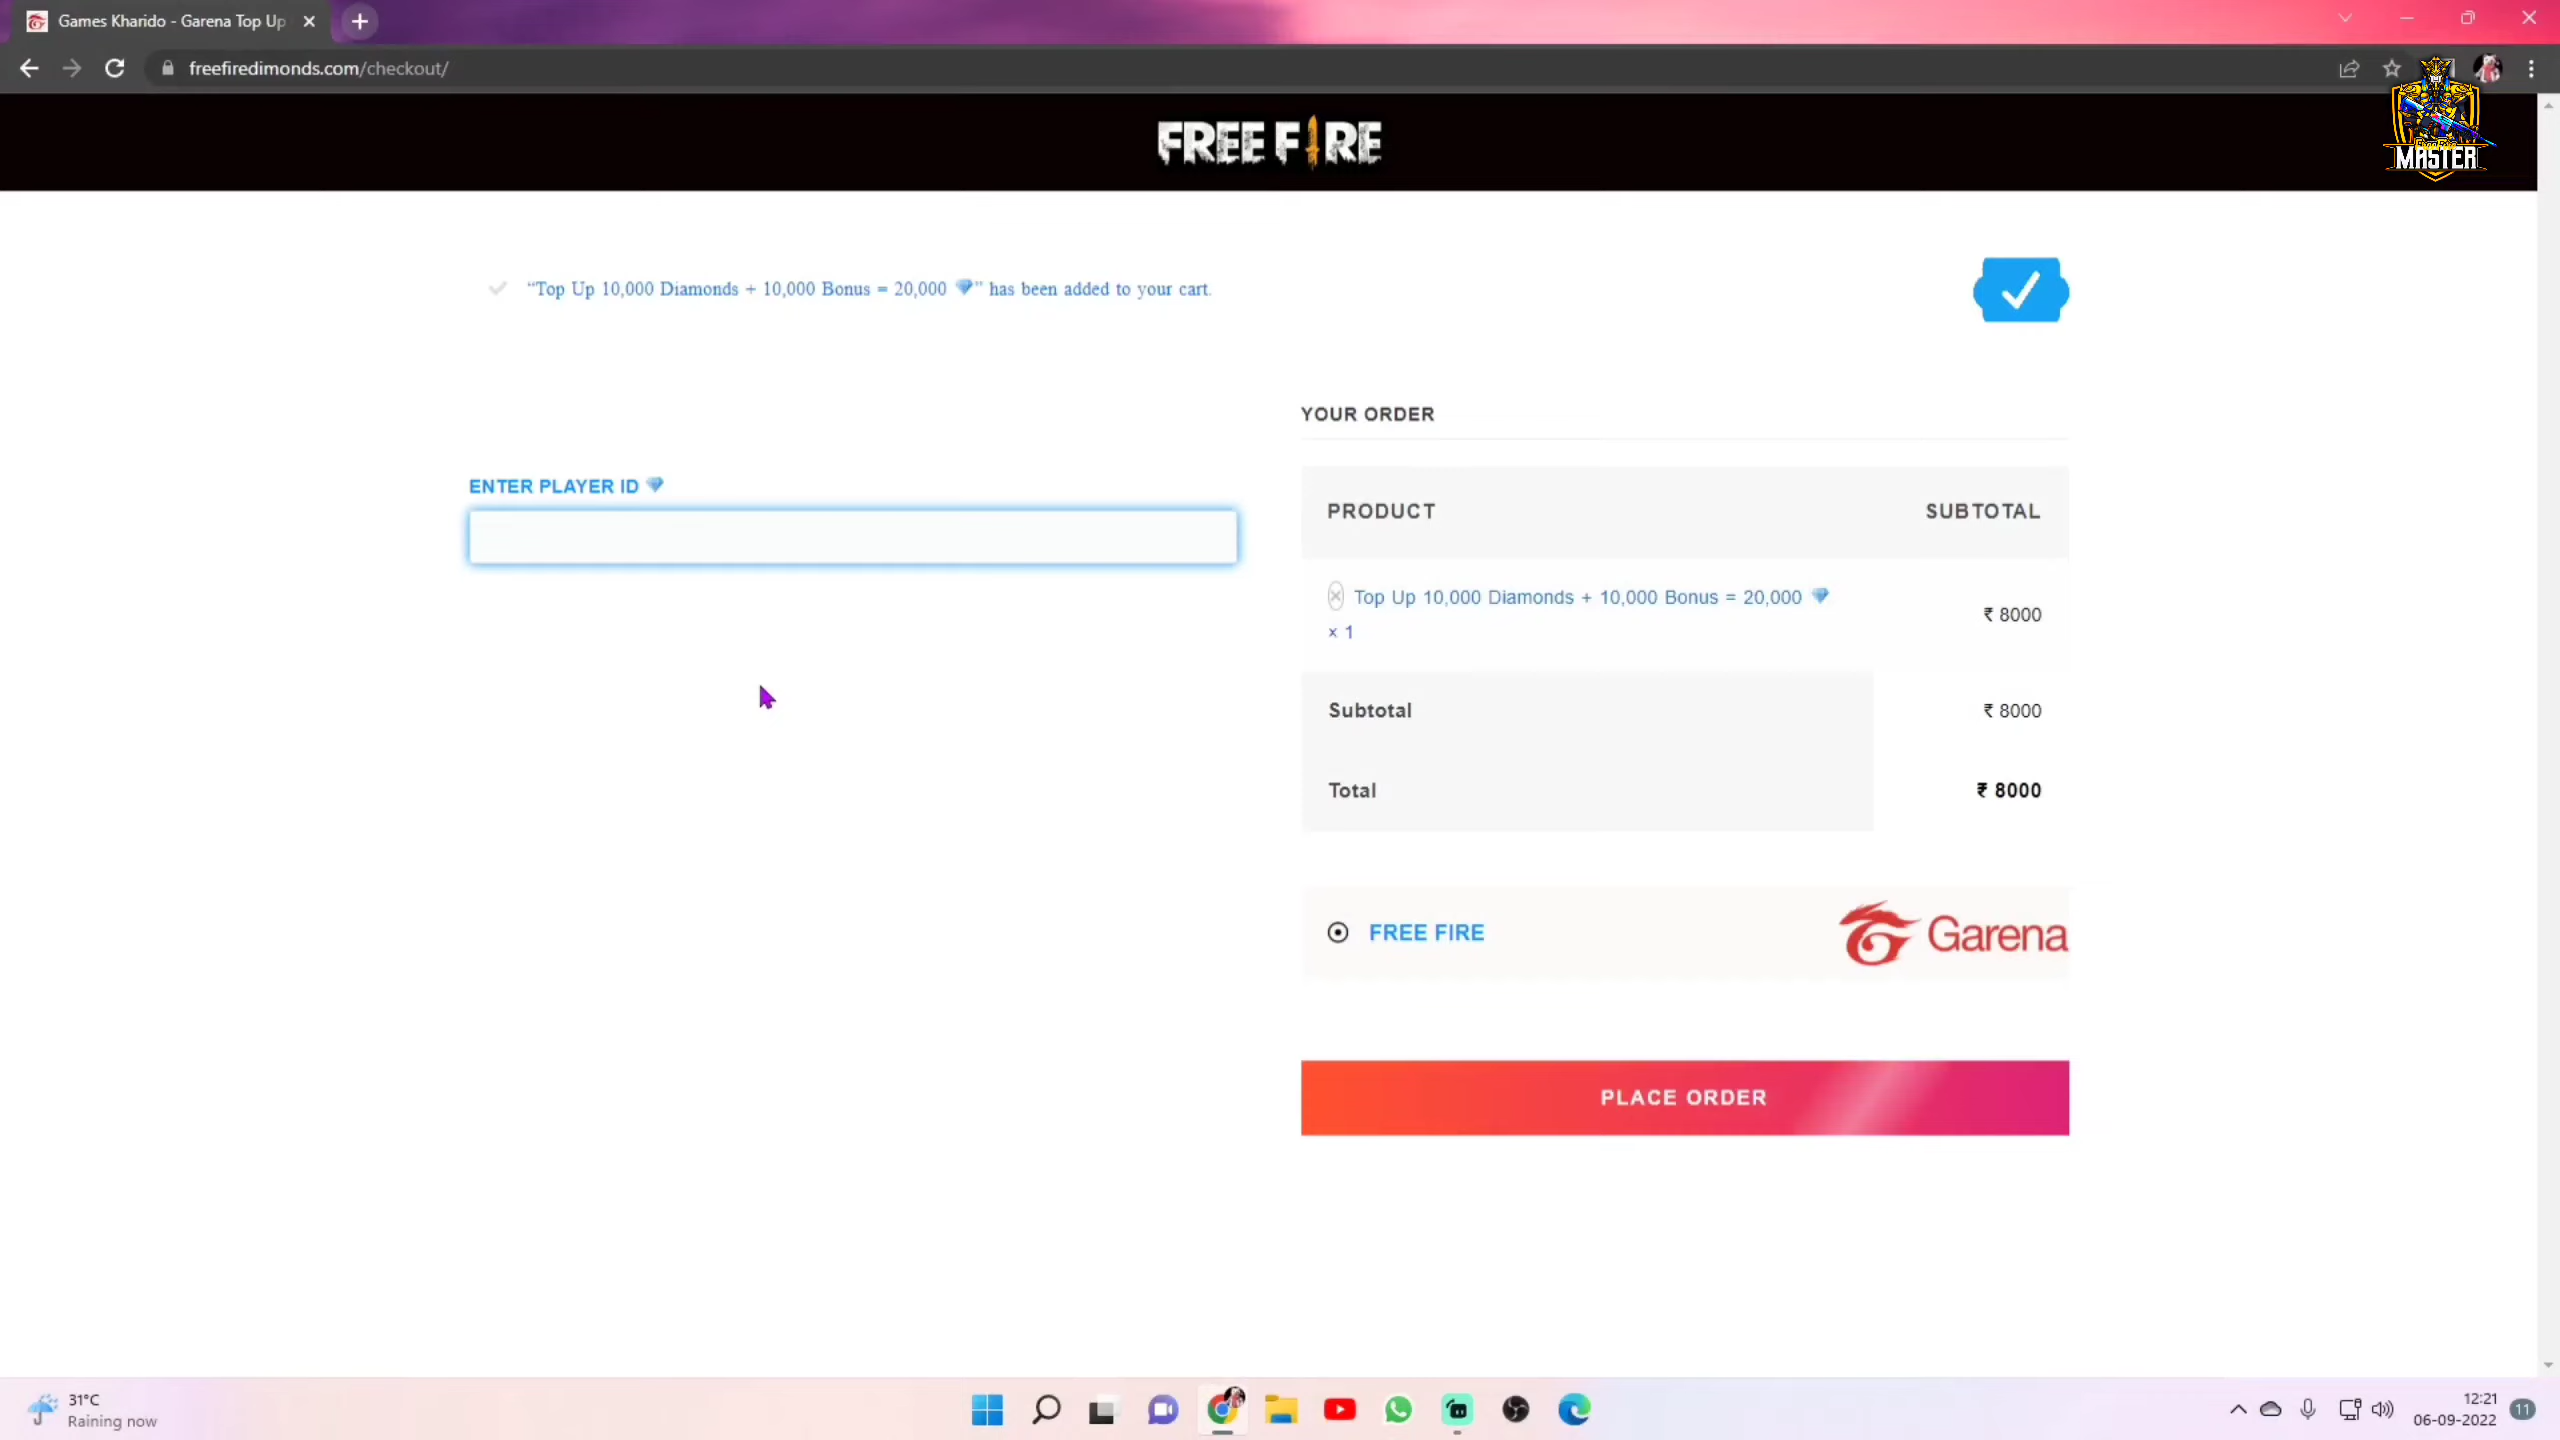 Games Kharido - Garena Top Up
freefiredimonds.com/checkout/
FREE FIRE
FREE FIRE
MASTER
“Top Up 10,000 Diamonds + 10,000 Bonus = 20,000 💎” has been added to your cart.
YOUR ORDER
ENTER PLAYER ID 💎
PRODUCT SUBTOTAL
Top Up 10,000 Diamonds + 10,000 Bonus = 20,000 💎
× 1
₹ 8000
Subtotal ₹ 8000
Total ₹ 8000
FREE FIRE Garena
PLACE ORDER
31°C
Raining now
12:21
06-09-2022
11